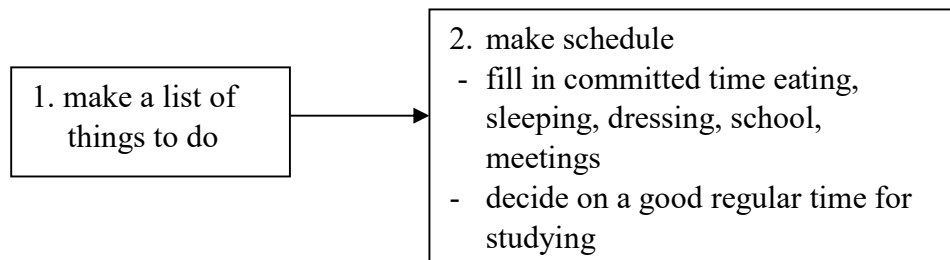 1. make a list of
things to do
2. make schedule
- fill in committed time eating,
sleeping, dressing, school,
meetings
- decide on a good regular time for
studying